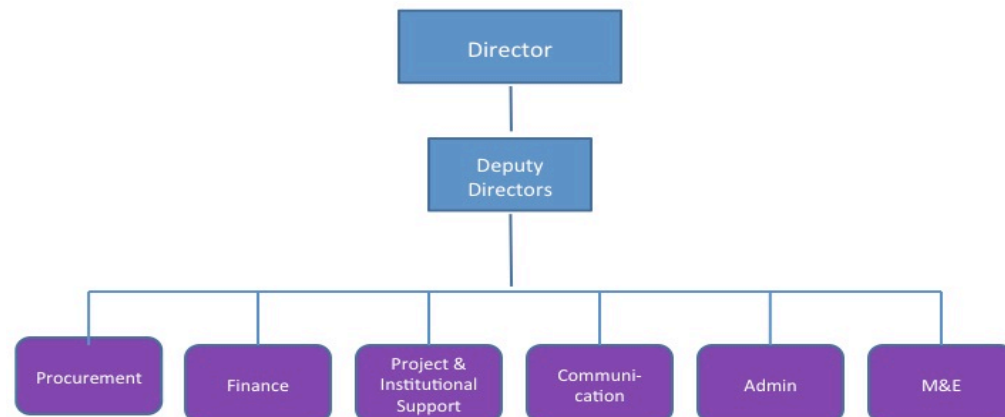 Director
Deputy
Directors
Procurement
Finance
Project &
Institutional
Support
Communi-
cation
Admin
M&E